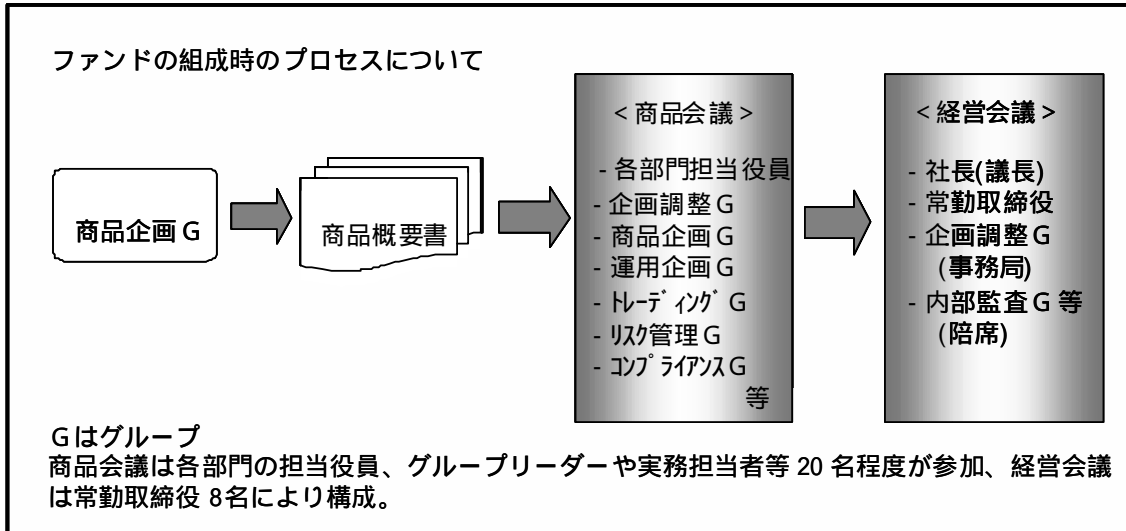 ファンドの組成時のプロセスについて
商品企画G
商品概要書
<商品会議>
- 各部門担当役員
- 企画調整G
- 商品企画G
- 運用企画G
- ﾄﾚｰﾃﾞｨﾝｸﾞG
- ﾘｽｸ管理G
- ｺﾝﾌﾟﾗｲｱﾝｽG
等
<経営会議>
- 社長(議長)
- 常勤取締役
- 企画調整G
(事務局)
- 内部監査G 等
(陪席)
Gはグループ
商品会議は各部門の担当役員、グループリーダーや実務担当者等 20 名程度が参加、経営会議
は常勤取締役 8名により構成。